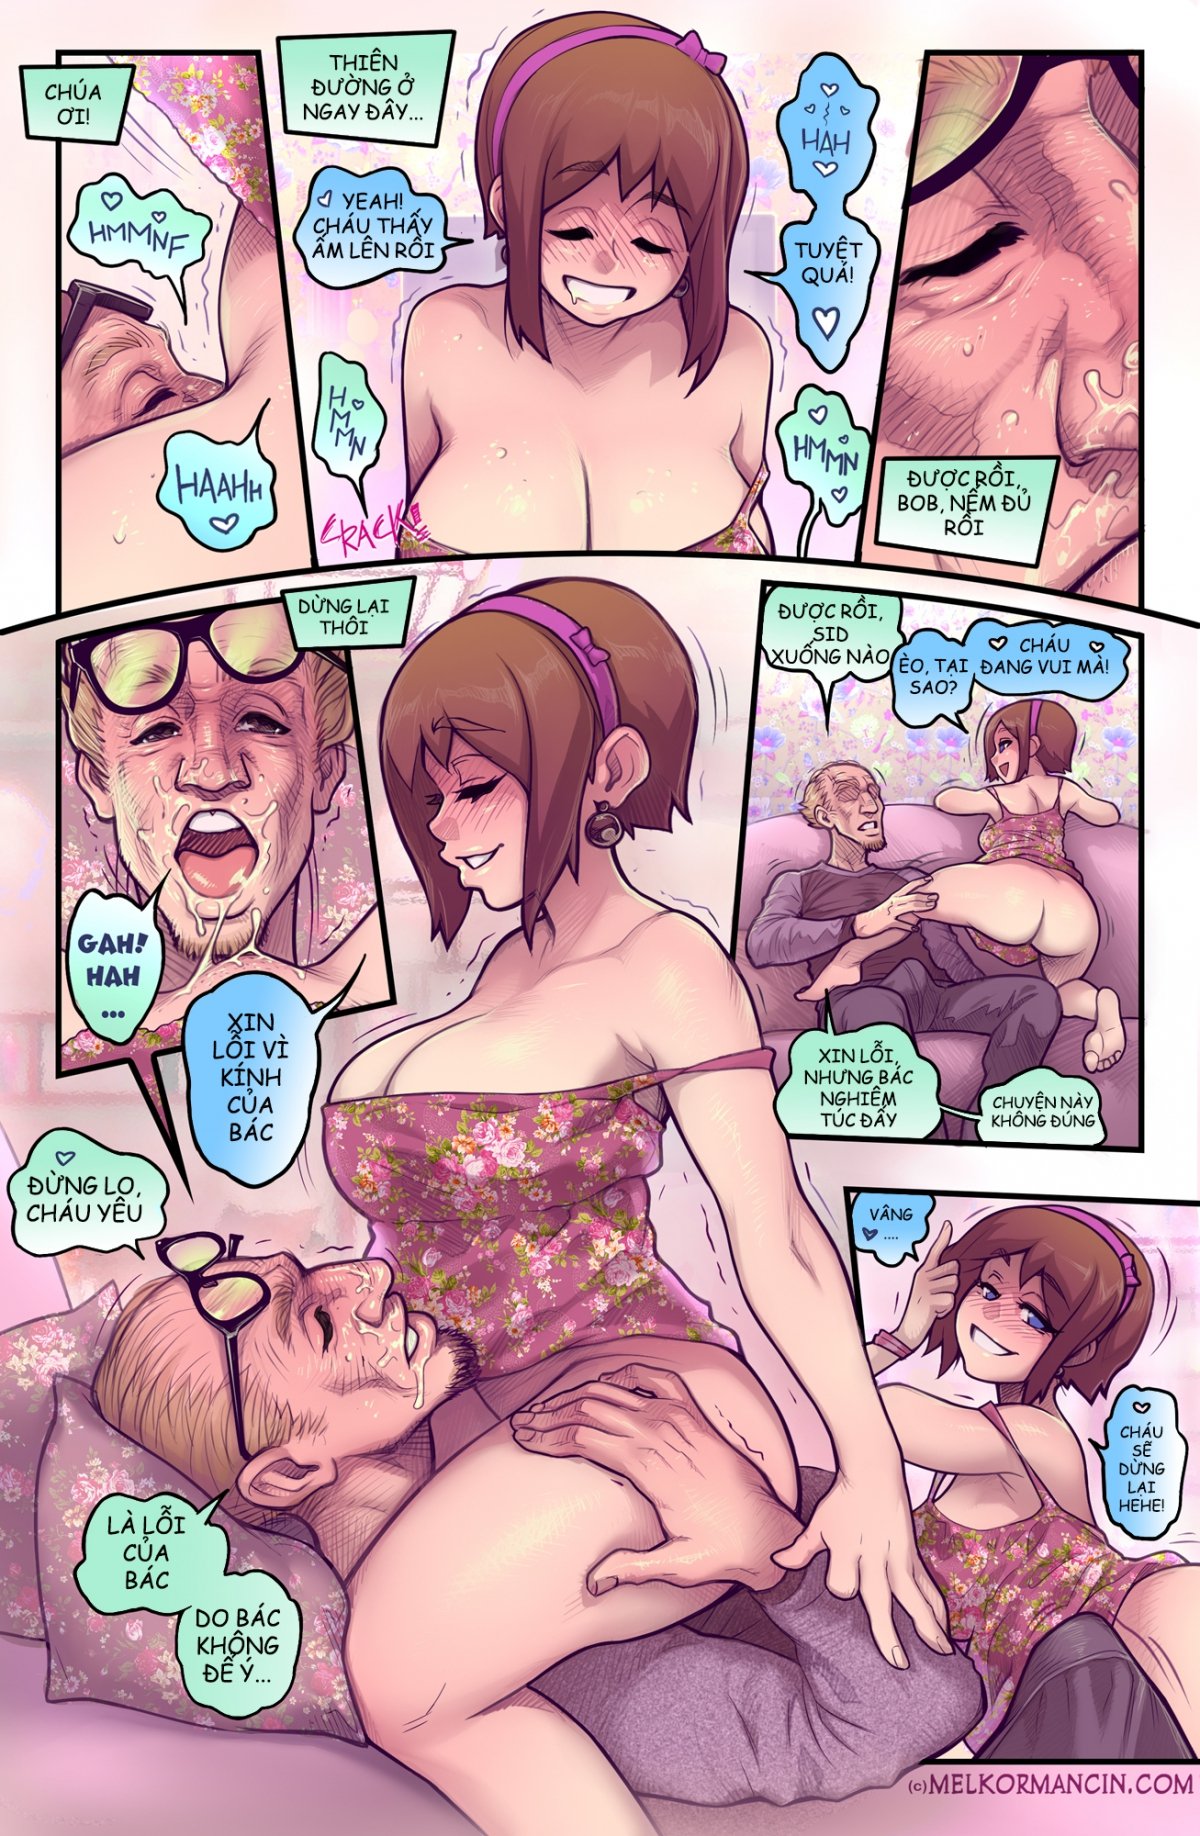 CHÚA
ƠI!
HMMNF
HAAHH
THIÊN
ĐƯỜNG Ở
NGAY ĐÂY...
YEAH!
CHÁU THẤY
ẤM LÊN RỒI
HMMN
CRACK!
HAH
TUYỆT
QUÁ!
HMMN
ĐƯỢC RỒI,
BOB, NẾM ĐỦ
RỒI
DỪNG LẠI
THÔI
GAH!
HAH
...
XIN
LỖI VÌ
KÍNH
CỦA
BÁC
ĐỪNG LO,
CHÁU YÊU
LÀ LỖI
CỦA
BÁC
DO BÁC
KHÔNG
ĐỂ Ý...
ĐƯỢC RỒI,
SID
XUỐNG NÀO
ÈO, TẠI
SAO?
CHÁU
ĐANG VUI MÀ!
XIN LỖI,
NHƯNG BÁC
NGHIÊM
TÚC ĐẤY
CHUYỆN NÀY
KHÔNG ĐÚNG
VÂNG
....
CHÁU
SẼ
DỪNG
LẠI
HEHE!
(c)MELKORMANCIN.COM